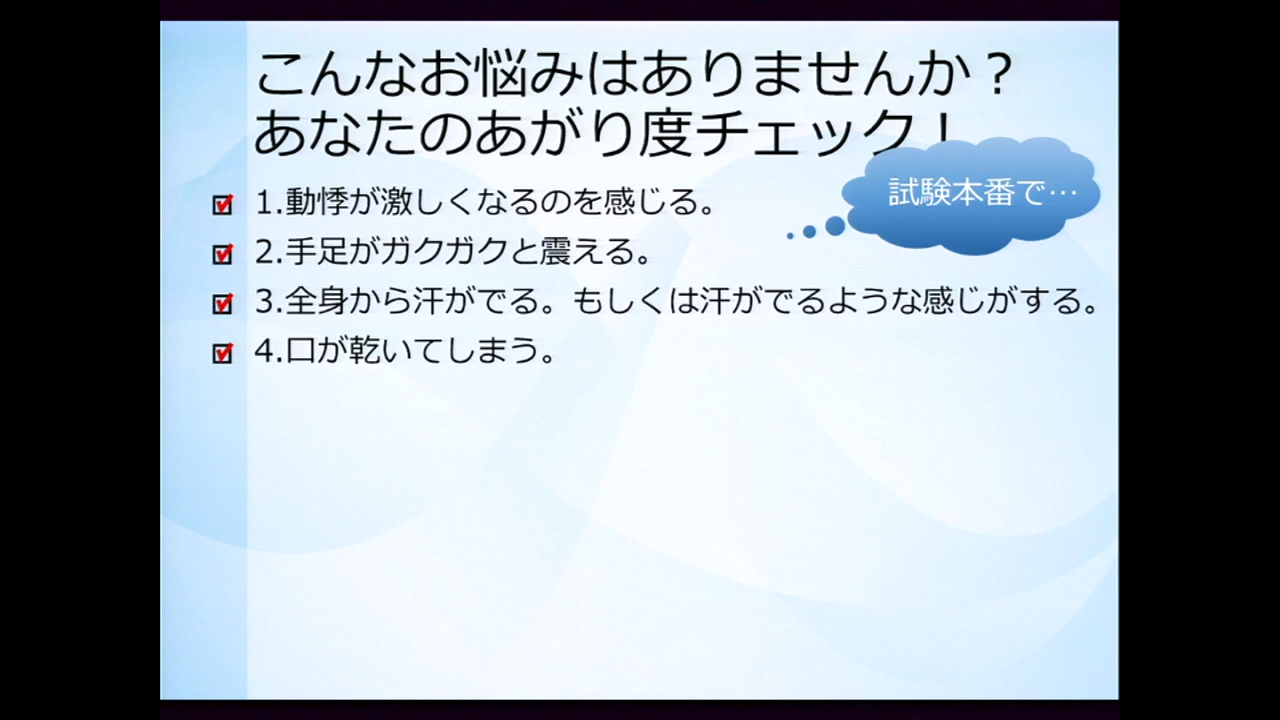 こんなお悩みはありませんか？
あなたのあがり度チェック！
試験本番で…
1.動悸が激しくなるのを感じる。
2.手足がガクガクと震える。
3.全身から汗がでる。もしくは汗がでるような感じがする。
4.口が乾いてしまう。